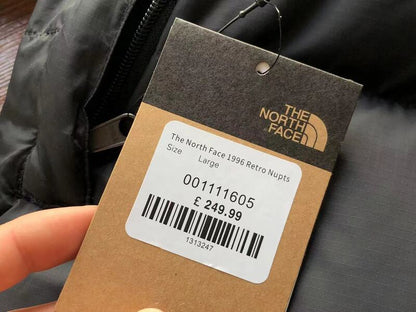 THE
NORTH
FACE
The North Face 1996 Retro Nupts
Size Large
001111605
£ 249.99
1313247